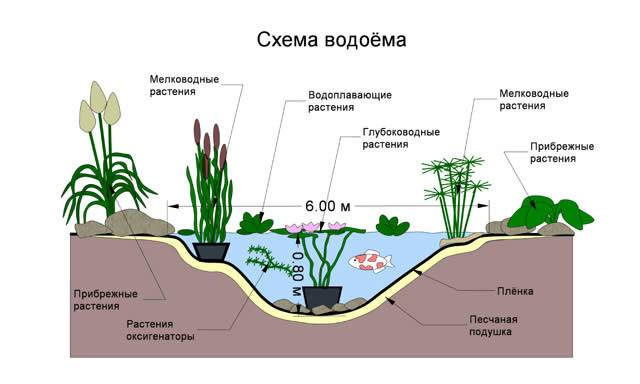 Схема водоёма
Мелководные
растения
Водоплавающие
растения
Глубоководные
растения
Мелководные
растения
Прибрежные
растения
6.00 м
0.80 м
Прибрежные
растения
Растения
оксигенаторы
Плёнка
Песчаная
подушка